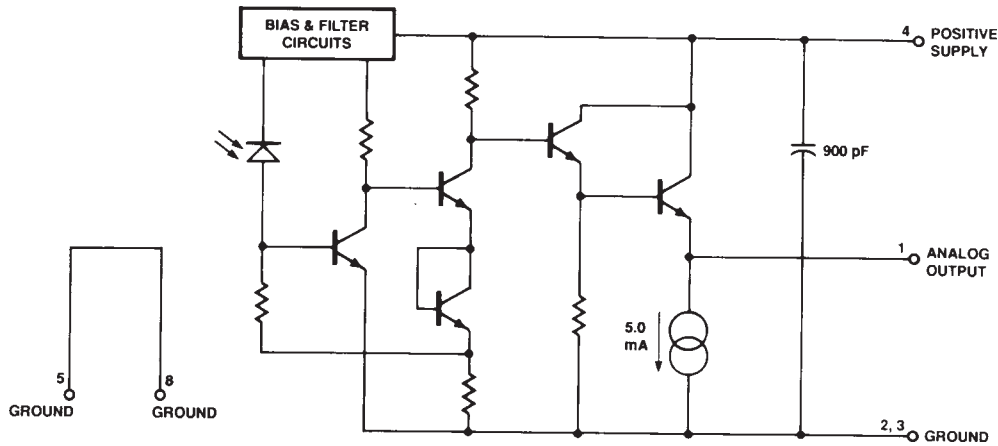 BIAS & FILTER
CIRCUITS
4
POSITIVE
SUPPLY
900 pF
1
ANALOG
OUTPUT
5.0
mA
5
8
GROUND
GROUND
2, 3
GROUND